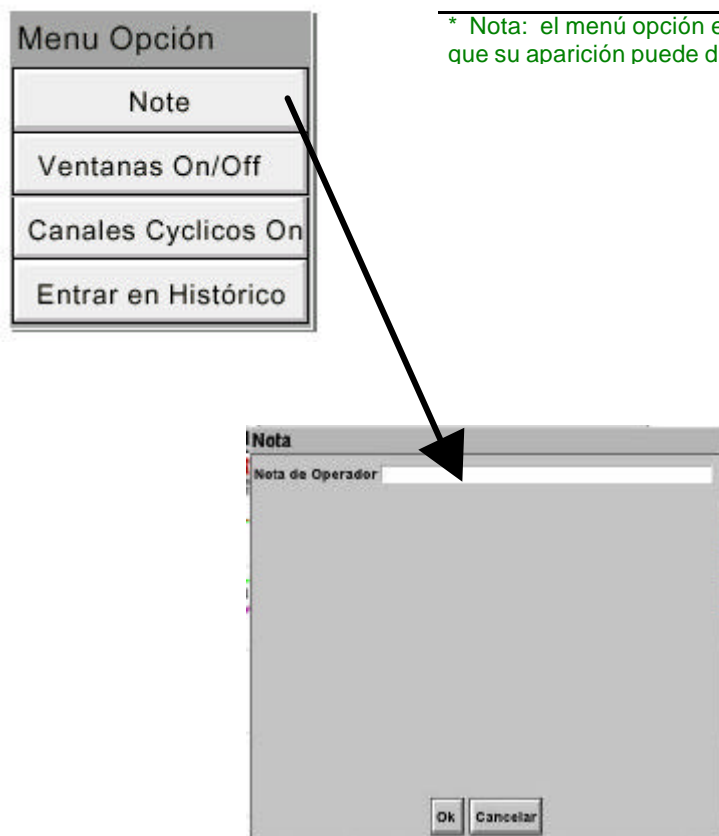 Menu Opción
Note
Ventanas On/Off
Canales Cyclicos On
Entrar en Histórico
* Nota: el menú opción
que su aparición puede
Nota
Nota de Operador
Ok
Cancelar